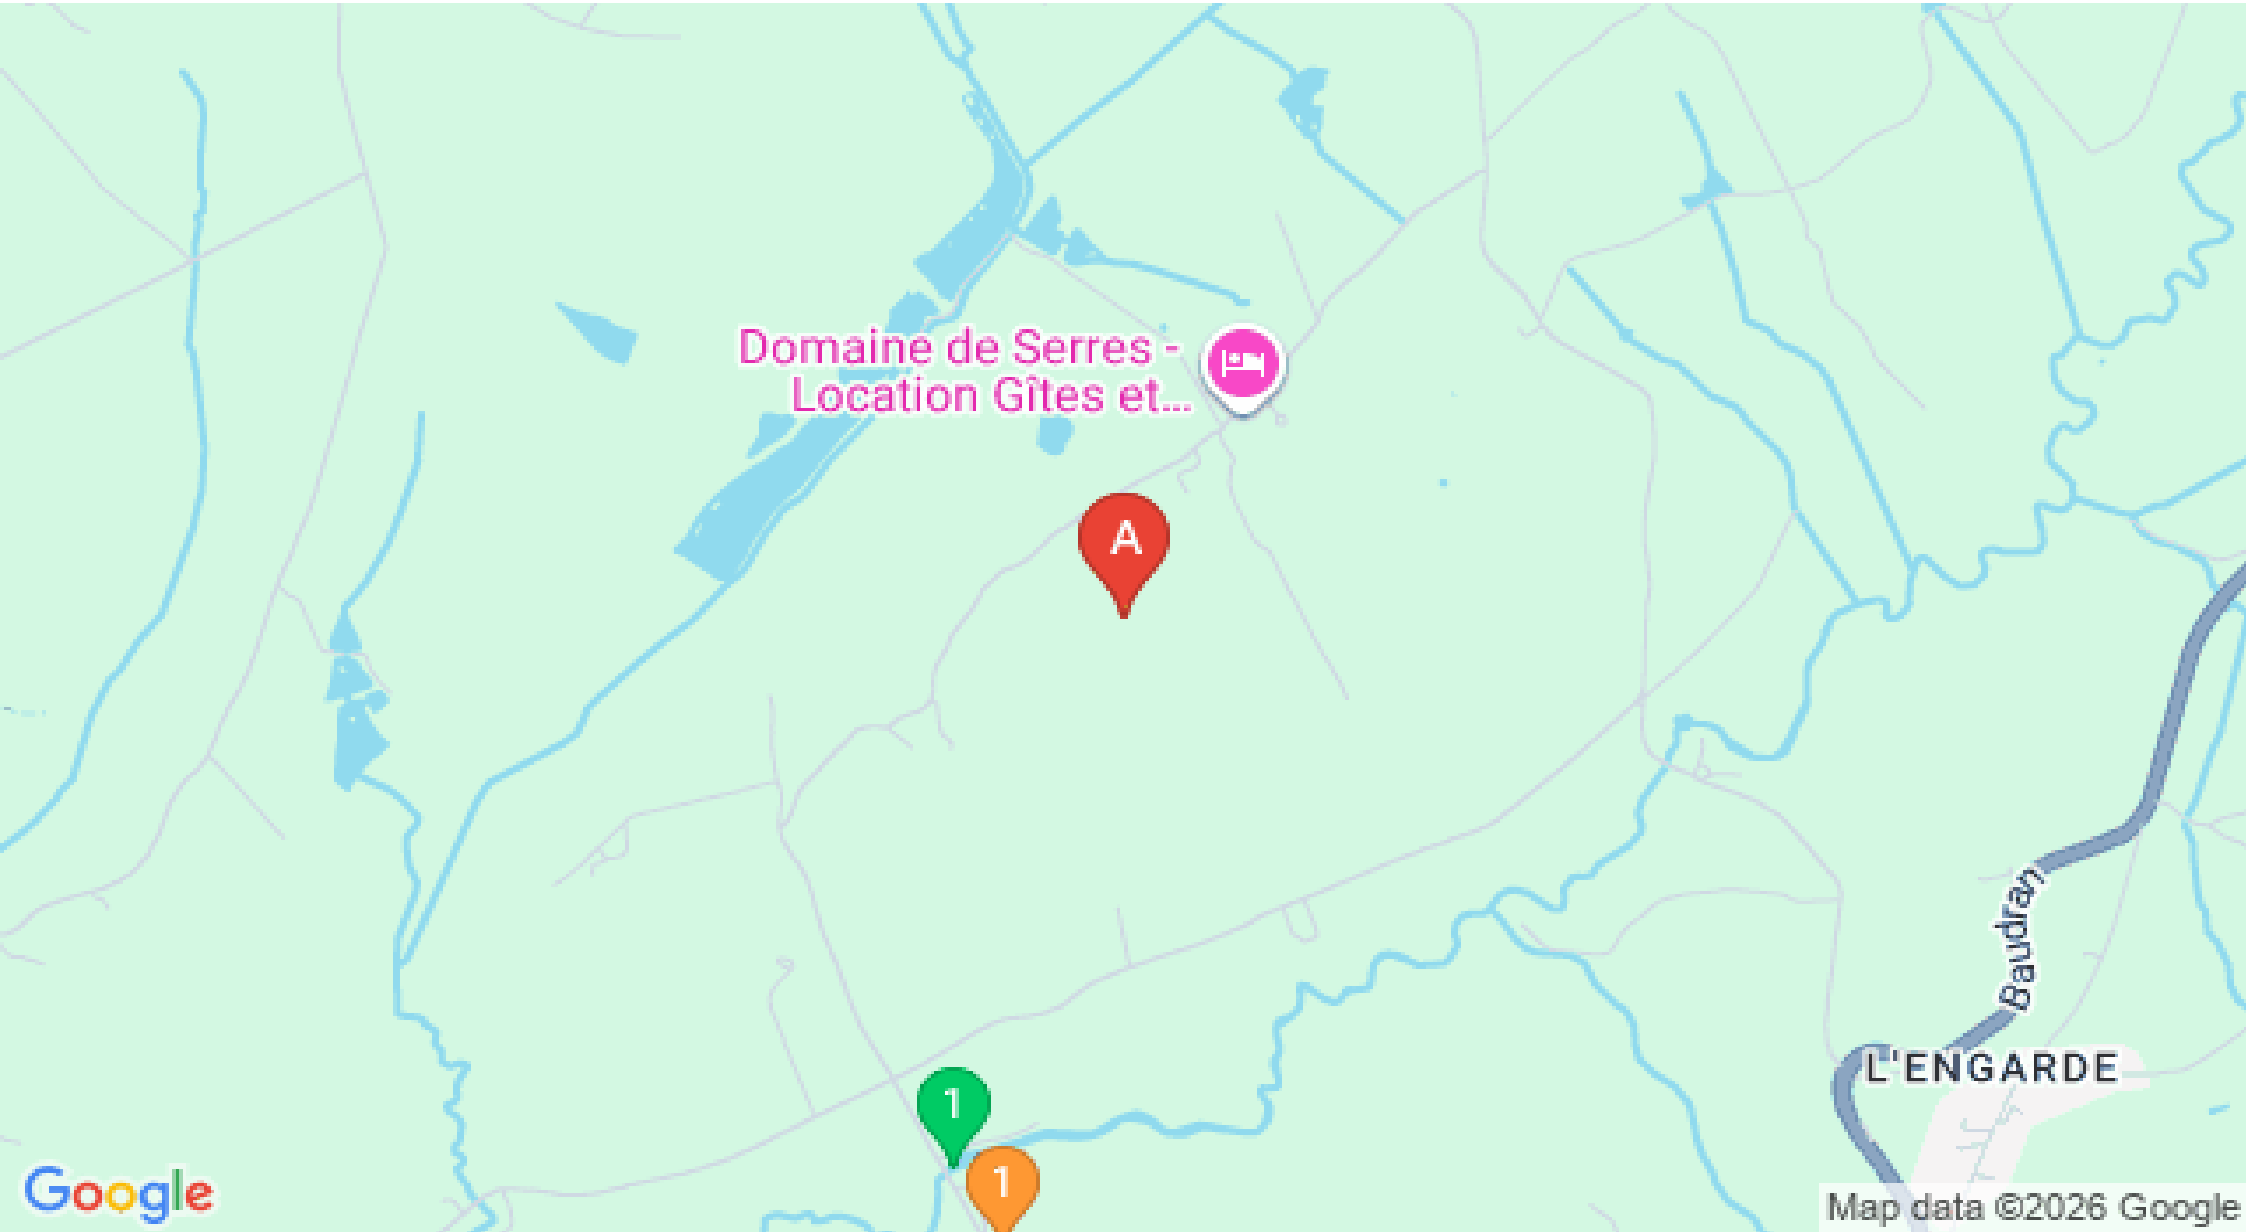 Domaine de Serres -
Location Gîtes et...
A
Baudran
L'ENGARDE
1
1
Google
Map data ©2026 Google